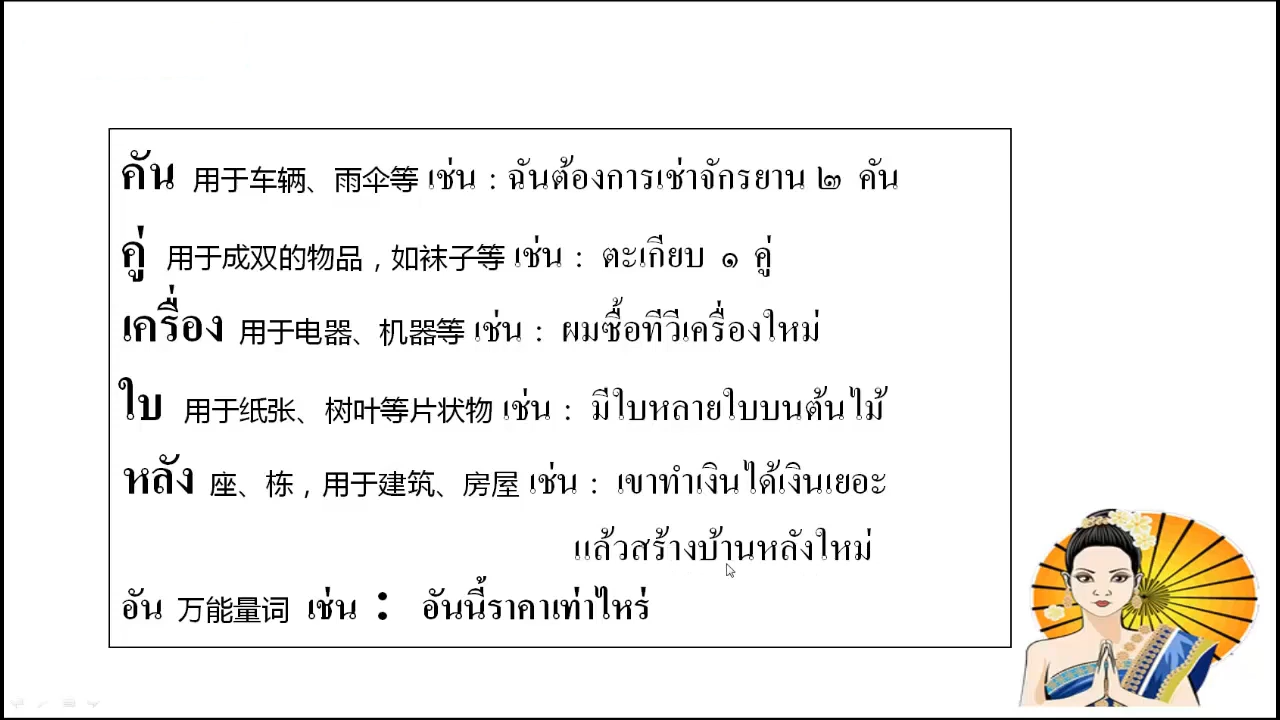 คัน 用于车辆、雨伞等 เช่น : ฉันต้องการเช่าจักรยาน ๒ คัน
คู่ 用于成双的物品，如袜子等 เช่น : ตะเกียบ ๑ คู่
เครื่อง 用于电器、机器等 เช่น : ผมซื้อทีวีเครื่องใหม่
ใบ 用于纸张、树叶等片状物 เช่น : มีใบหลายใบบนต้นไม้
หลัง 座、栋，用于建筑、房屋 เช่น : เขาทำเงินได้เงินเยอะ
แล้วสร้างบ้านหลังใหม่
อัน 万能量词 เช่น : อันนี้ราคาเท่าไหร่